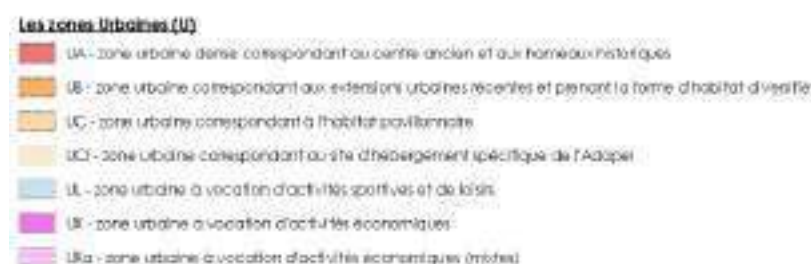 Les zones Urbaines (U)
UA - zone urbaine dense correspondant au centre ancien et aux hameaux historiques
UB - zone urbaine correspondant aux extensions urbaines récentes et prenant la forme d'habitat diversifié
UC - zone urbaine correspondant à l'habitat pavillonnaire
zone urbaine correspondant au site d'hébergement spécifique de l'Adapei
UL - zone urbaine à vocation d'activités sportives et de loisirs
UX - zone urbaine à vocation d'activités économiques
UXa - zone urbaine à vocation d'activités économiques (mixtes)